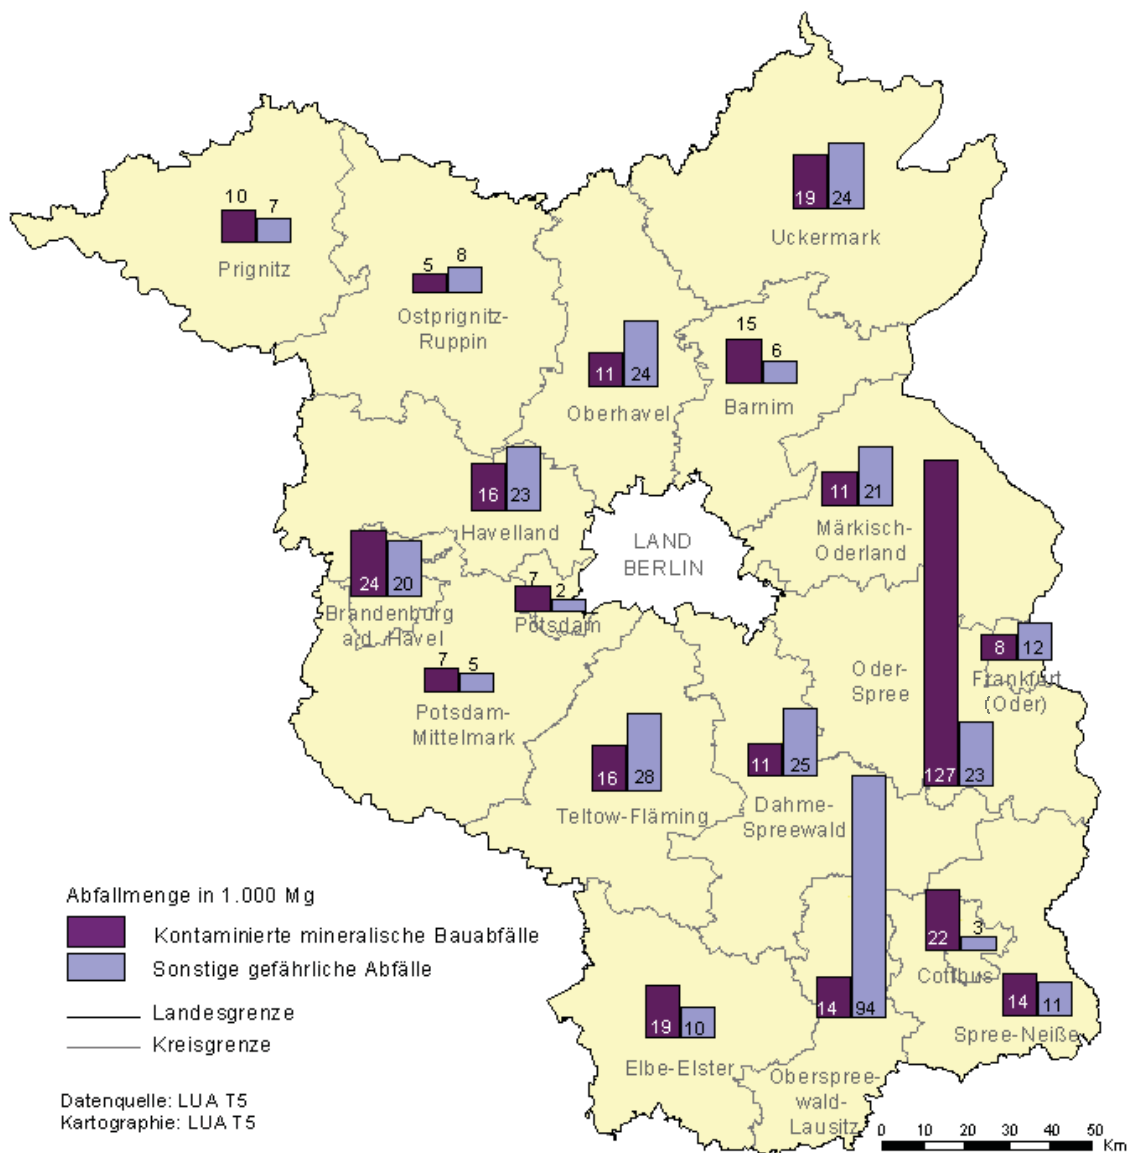 19 24
Uckermark
10 7
Prignitz
5 8
Ostprignitz-
Ruppin
11 24
Oberhavel
15 6
Barnim
16 23
Havelland
11 21
Märkisch-
Oderland
LAND
BERLIN
24 20
Brandenburg
a.d. Havel
7 2
Potsdam
7 5
Potsdam-
Mittelmark
Oder-
Spree
127 23
8 12
Frankfurt
(Oder)
16 28
Teltow-Fläming
11 25
Dahme-
Spreewald
22 3
Cottbus
14 11
Spree-Neiße
19 10
Elbe-Elster
14 94
Oberspree-
wald-
Lausitz
Abfallmenge in 1.000 Mg
Kontaminierte mineralische Bauabfälle
Sonstige gefährliche Abfälle
Landesgrenze
Kreisgrenze
Datenquelle: LUA T5
Kartographie: LUA T5
0 10 20 30 40 50
Km